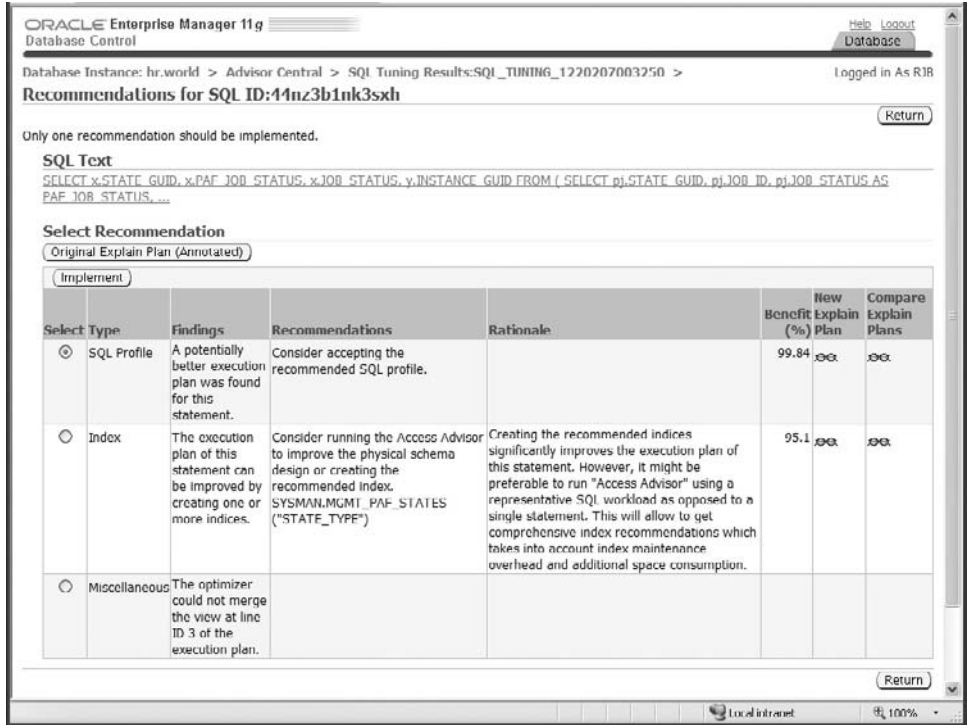 ORACLE Enterprise Manager 11g
Database Control
Help Logout
Database
Database Instance: hr.world > Advisor Central > SQL Tuning Results:SQL_TUNING_1220207003250 >
Logged in As RJB
Recommendations for SQL ID:44nz3b1nk3sxh
Return
Only one recommendation should be implemented.
SQL Text
SELECT x.STATE_GUID, x.PAF_JOB_STATUS, x.JOB_STATUS, y.INSTANCE_GUID FROM ( SELECT pj.STATE_GUID, pj.JOB_ID, pj.JOB_STATUS AS
PAF_JOB_STATUS, ...
Select Recommendation
Original Explain Plan (Annotated)
Implement
Select Type Findings Recommendations Rationale Benefit (%) New Explain Plan Compare Explain Plans
SQL Profile
A potentially
better execution
plan was found
for this
statement.
Consider accepting the
recommended SQL profile.
99.84
Index
The execution
plan of this
statement can
be improved by
creating one or
more indices.
Consider running the Access Advisor
to improve the physical schema
design or creating the
recommended index.
SYSMAN.MGMT_PAF_STATES
("STATE_TYPE")
Creating the recommended indices
significantly improves the execution plan of
this statement. However, it might be
preferable to run "Access Advisor" using a
representative SQL workload as opposed to a
single statement. This will allow to get
comprehensive index recommendations which
takes into account index maintenance
overhead and additional space consumption.
95.1
Miscellaneous
The optimizer
could not merge
the view at line
ID 3 of the
execution plan.
Return
Local intranet
100%